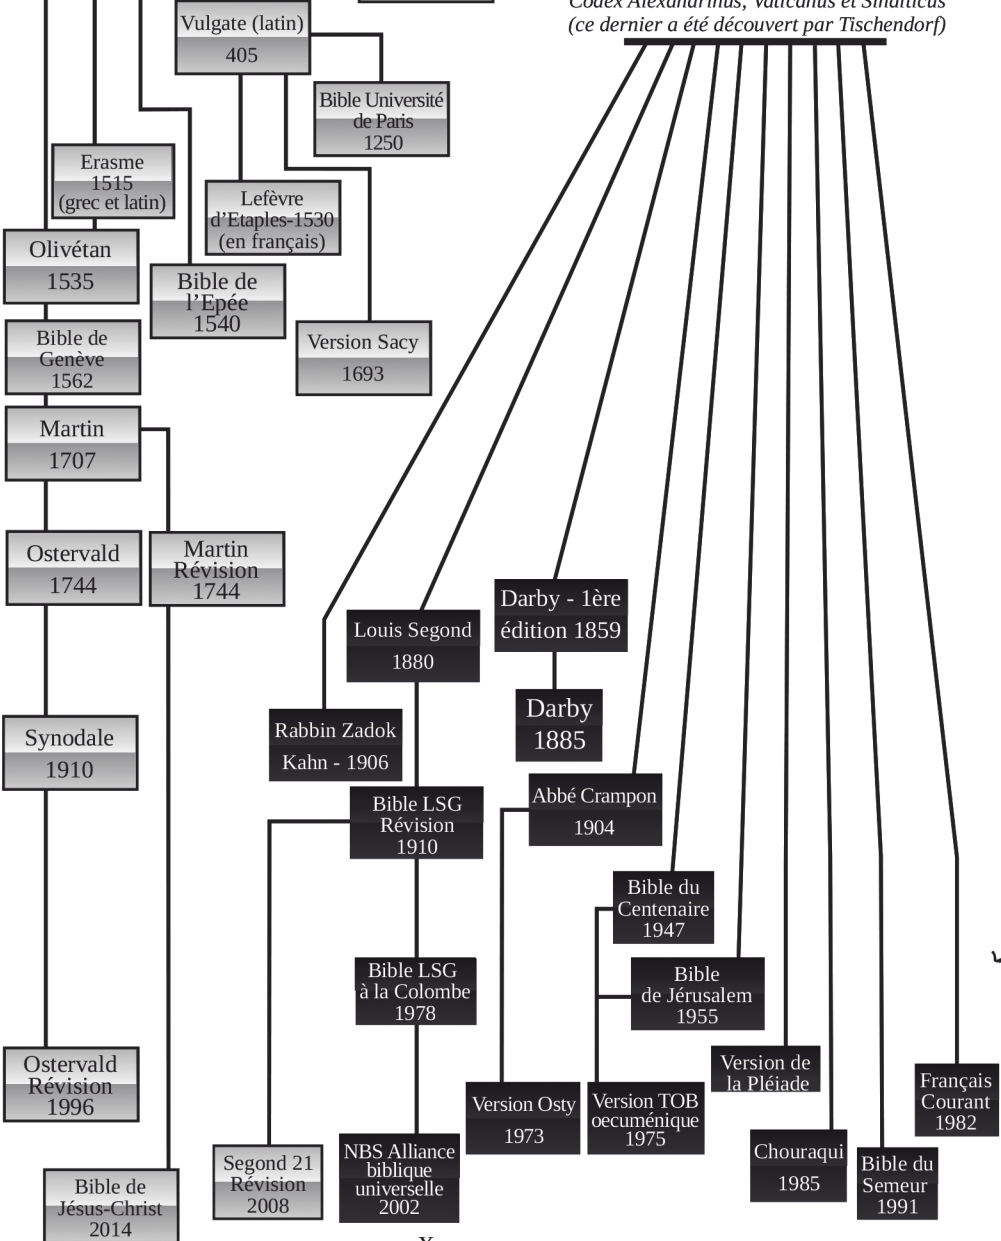 Codex Alexandrinus, Vaticanus et Sinaïticus
(ce dernier a été découvert par Tischendorf)
Vulgate (latin)
405
Bible Université
de Paris
1250
Erasme
1515
(grec et latin)
Lefèvre
d'Etaples-1530
(en français)
Olivétan
1535
Bible de
l'Epée
1540
Bible de
Genève
1562
Version Sacy
1693
Martin
1707
Ostervald
1744
Martin
Révision
1744
Darby - 1ère
édition 1859
Louis Segond
1880
Darby
1885
Rabbin Zadok
Kahn - 1906
Synodale
1910
Abbé Crampon
1904
Bible LSG
Révision
1910
Bible du
Centenaire
1947
Bible LSG
à la Colombe
1978
Bible
de Jérusalem
1955
Ostervald
Révision
1996
Version de
la Pléiade
Français
Courant
1982
Version Osty
1973
Version TOB
oecuménique
1975
Chouraqui
1985
NBS Alliance
biblique
universelle
2002
Segond 21
Révision
2008
Bible du
Semeur
1991
Bible de
Jésus-Christ
2014